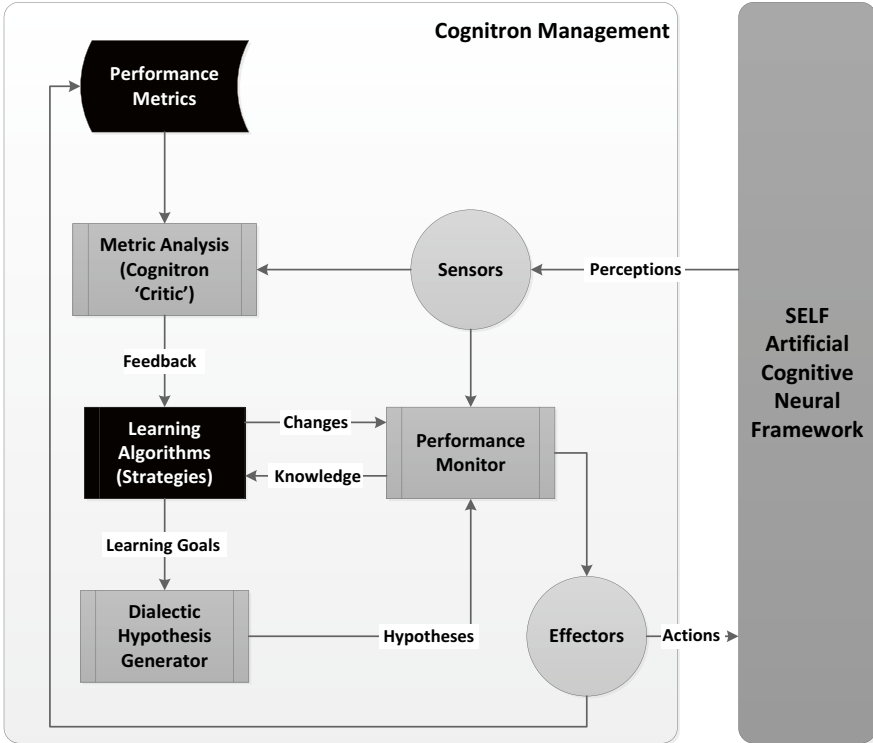 Cognitron Management
Performance
Metrics
Metric Analysis
(Cognitron
‘Critic’)
Sensors
Perceptions
SELF
Artificial
Cognitive
Neural
Framework
Feedback
Learning
Algorithms
(Strategies)
Changes
Knowledge
Performance
Monitor
Learning Goals
Dialectic
Hypothesis
Generator
Hypotheses
Effectors
Actions